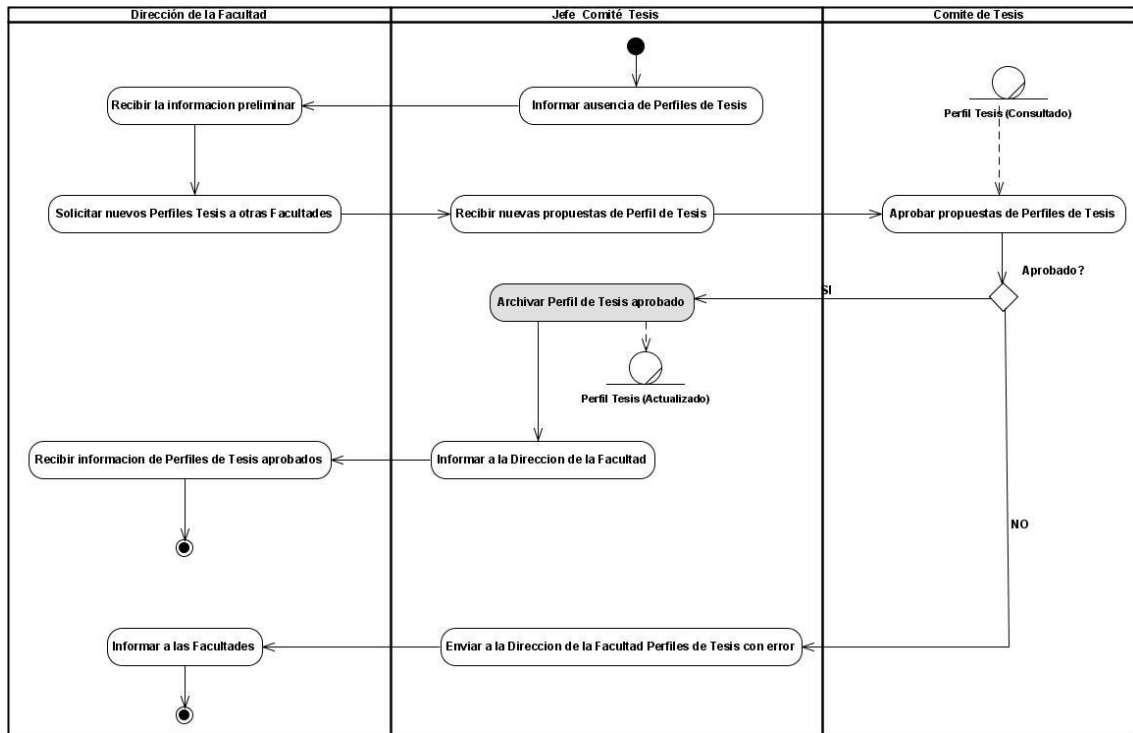 Dirección de la Facultad
Jefe Comité Tesis
Comite de Tesis
Recibir la informacion preliminar
Informar ausencia de Perfiles de Tesis
Perfil Tesis (Consultado)
Solicitar nuevos Perfiles Tesis a otras Facultades
Recibir nuevas propuestas de Perfil de Tesis
Aprobar propuestas de Perfiles de Tesis
Aprobado?
SI
Archivar Perfil de Tesis aprobado
Perfil Tesis (Actualizado)
Recibir informacion de Perfiles de Tesis aprobados
Informar a la Direccion de la Facultad
NO
Informar a las Facultades
Enviar a la Direccion de la Facultad Perfiles de Tesis con error